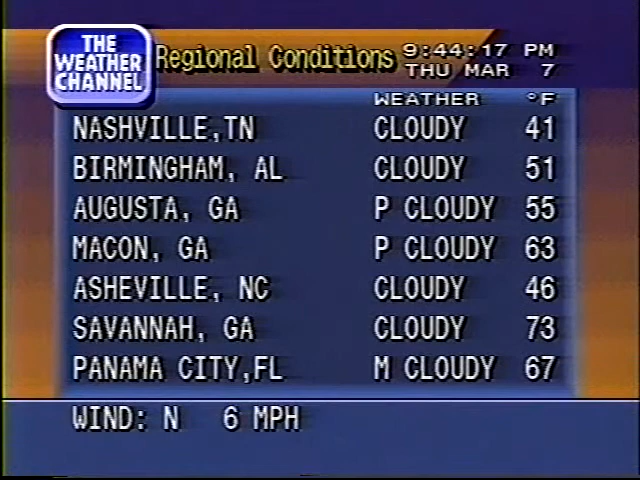 THE
WEATHER
CHANNEL
Regional Conditions
9:44:17 PM
THU MAR 7
WEATHER °F
NASHVILLE,TN CLOUDY 41
BIRMINGHAM, AL CLOUDY 51
AUGUSTA, GA P CLOUDY 55
MACON, GA P CLOUDY 63
ASHEVILLE, NC CLOUDY 46
SAVANNAH, GA CLOUDY 73
PANAMA CITY,FL M CLOUDY 67
WIND: N 6 MPH